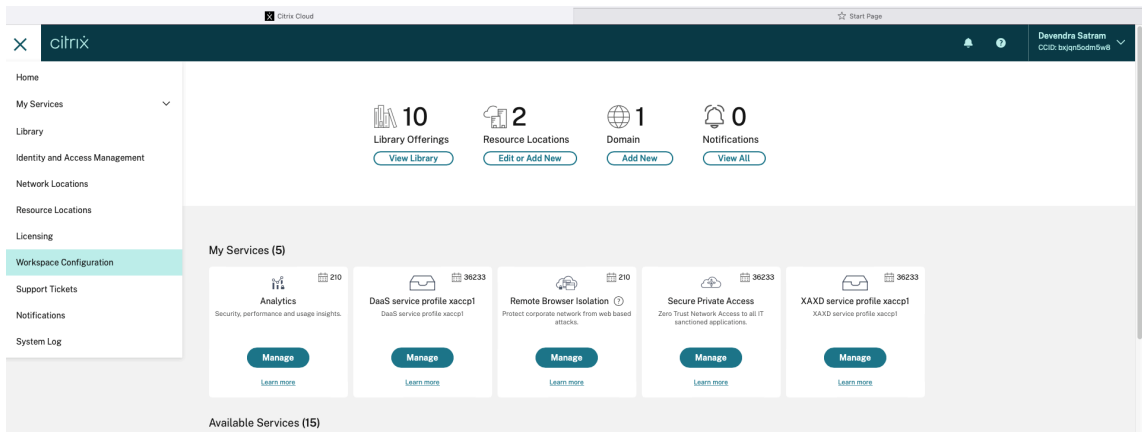 Citrix Cloud
Start Page
citrix
Devendra Satram
CCID: bxjqn5odm5w8
Home
My Services
Library
Identity and Access Management
Network Locations
Resource Locations
Licensing
Workspace Configuration
Support Tickets
Notifications
System Log
10
Library Offerings
View Library
2
Resource Locations
Edit or Add New
1
Domain
Add New
0
Notifications
View All
My Services (5)
210
Analytics
Security, performance and usage insights.
Manage
Learn more
36233
DaaS service profile xaccp1
DaaS service profile xaccp1
Manage
Learn more
210
Remote Browser Isolation ?
Protect corporate network from web based
attacks.
Manage
Learn more
36233
Secure Private Access
Zero Trust Network Access to all IT
sanctioned applications.
Manage
Learn more
36233
XAXD service profile xaccp1
XAXD service profile xaccp1
Manage
Learn more
Available Services (15)